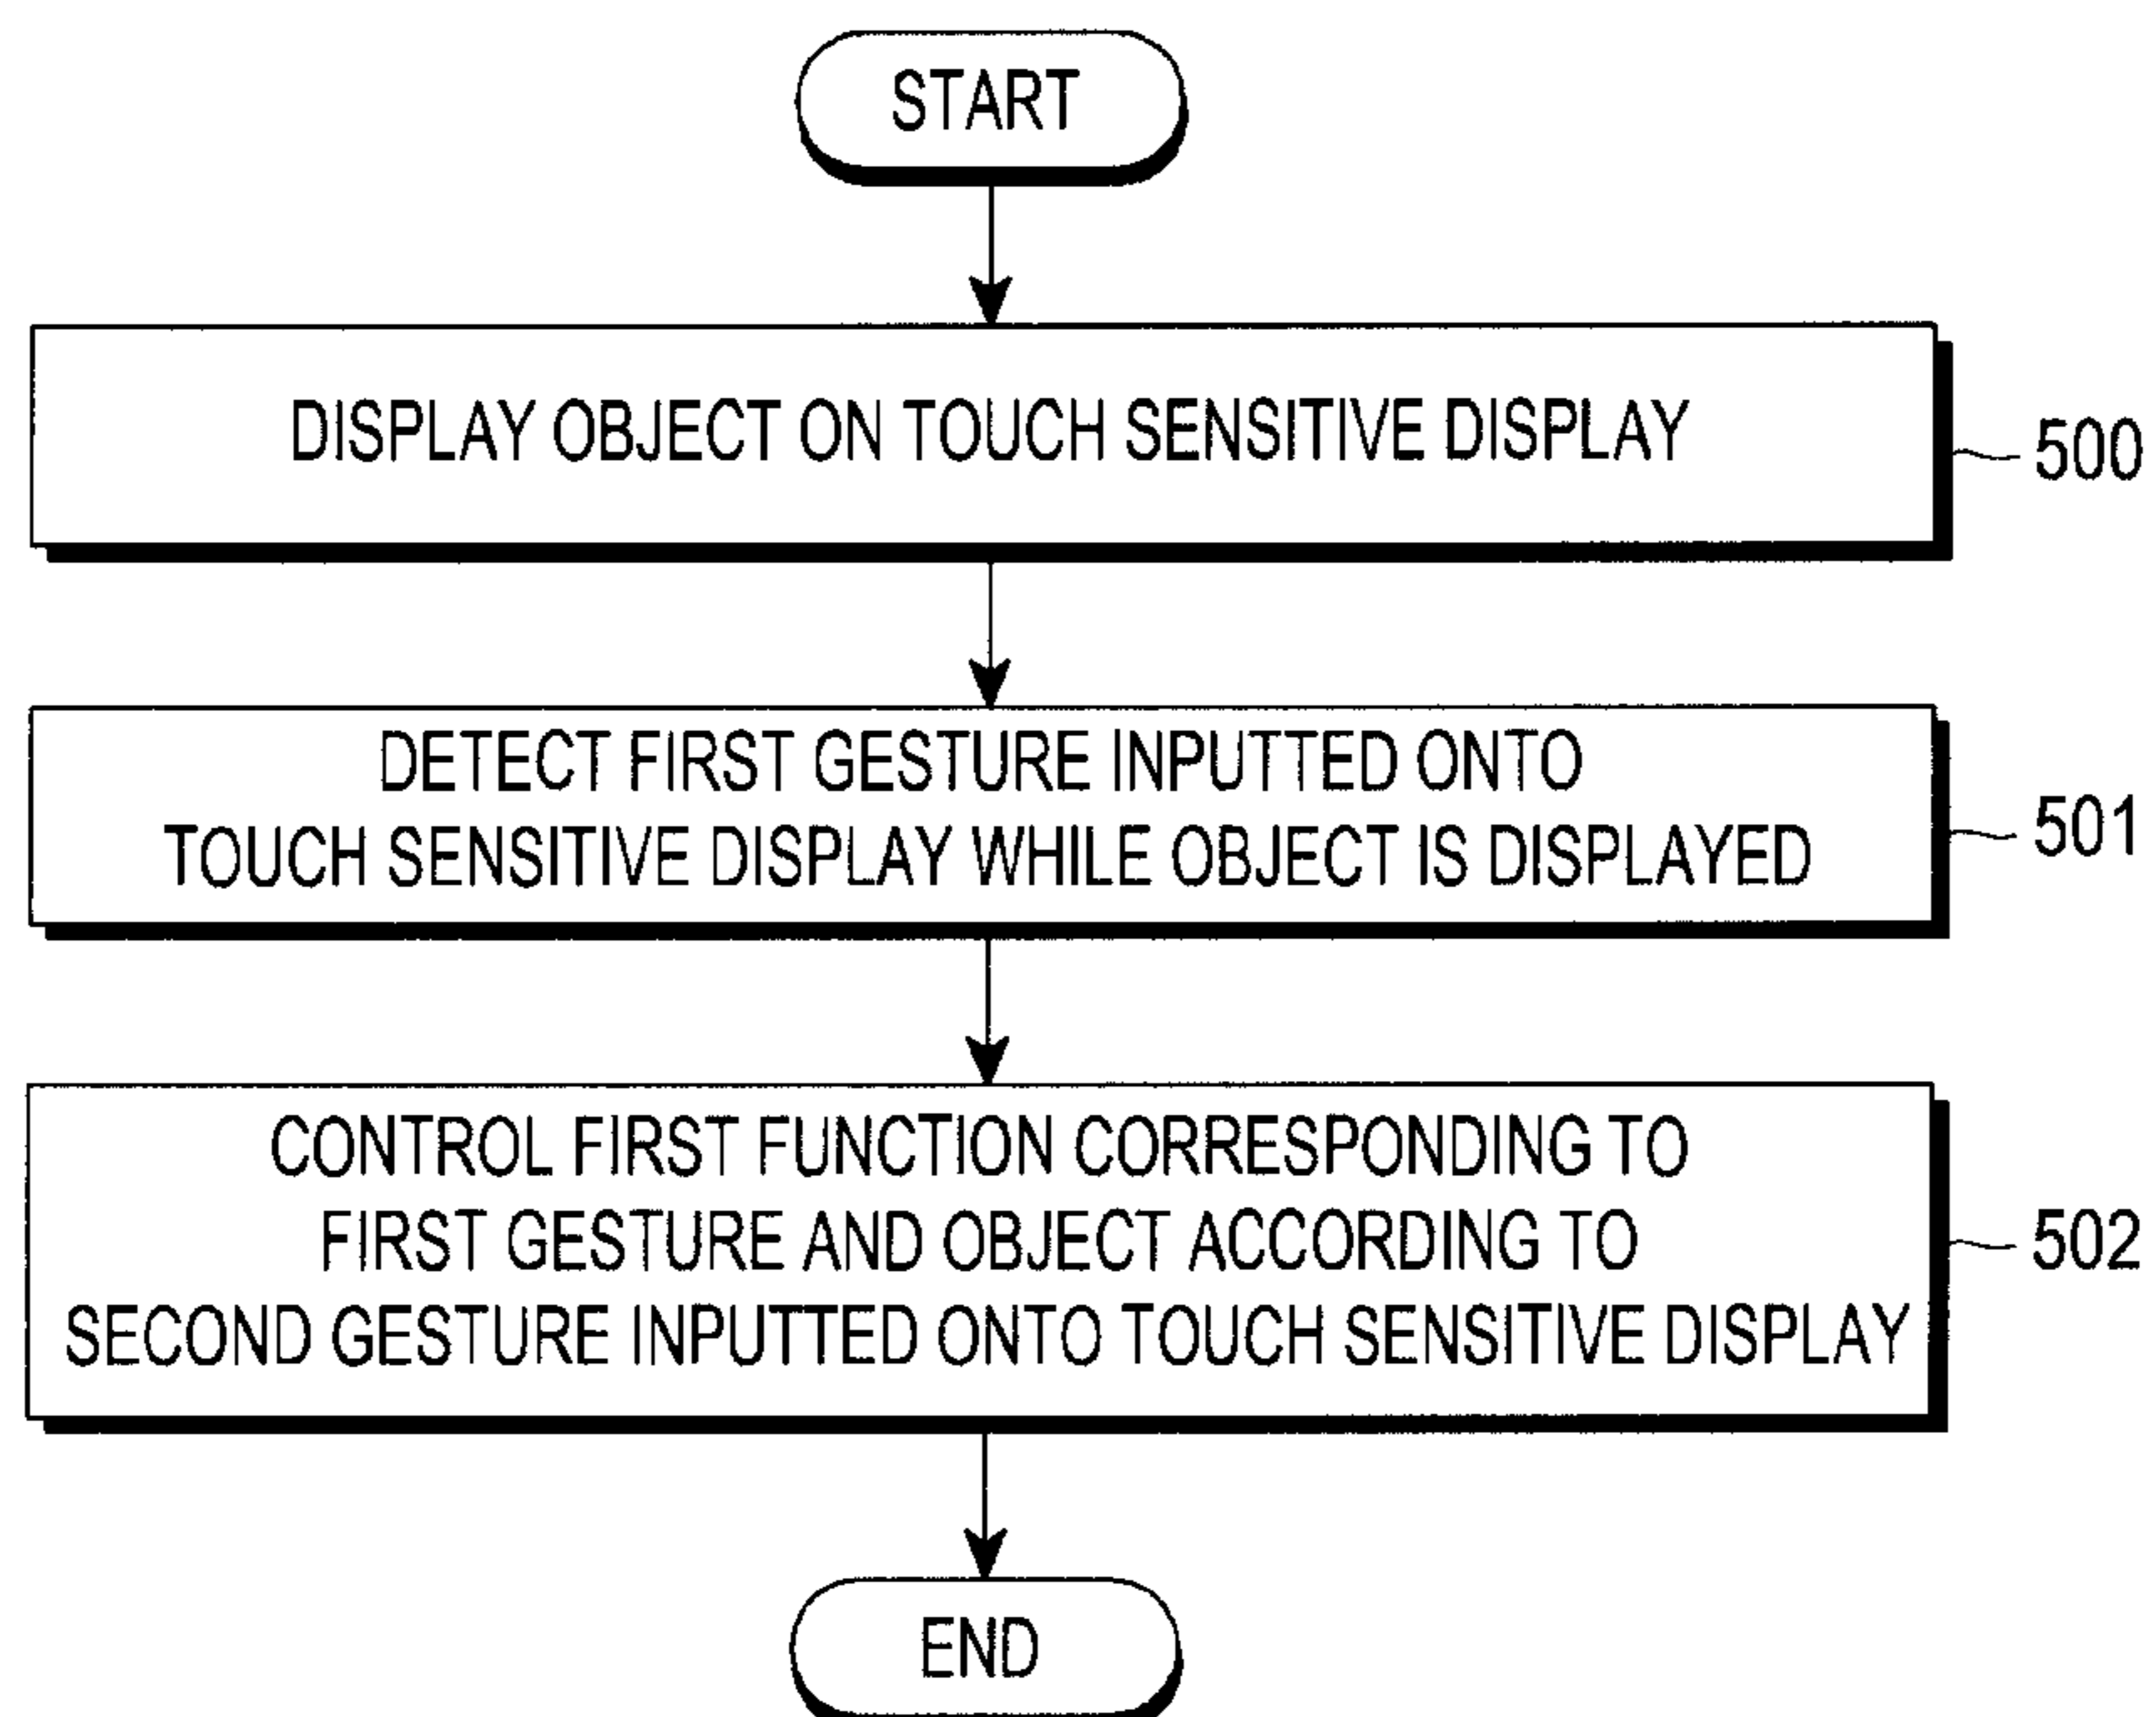 START
DISPLAY OBJECT ON TOUCH SENSITIVE DISPLAY
500
DETECT FIRST GESTURE INPUTTED ONTO
TOUCH SENSITIVE DISPLAY WHILE OBJECT IS DISPLAYED
501
CONTROL FIRST FUNCTION CORRESPONDING TO
FIRST GESTURE AND OBJECT ACCORDING TO
SECOND GESTURE INPUTTED ONTO TOUCH SENSITIVE DISPLAY
502
END